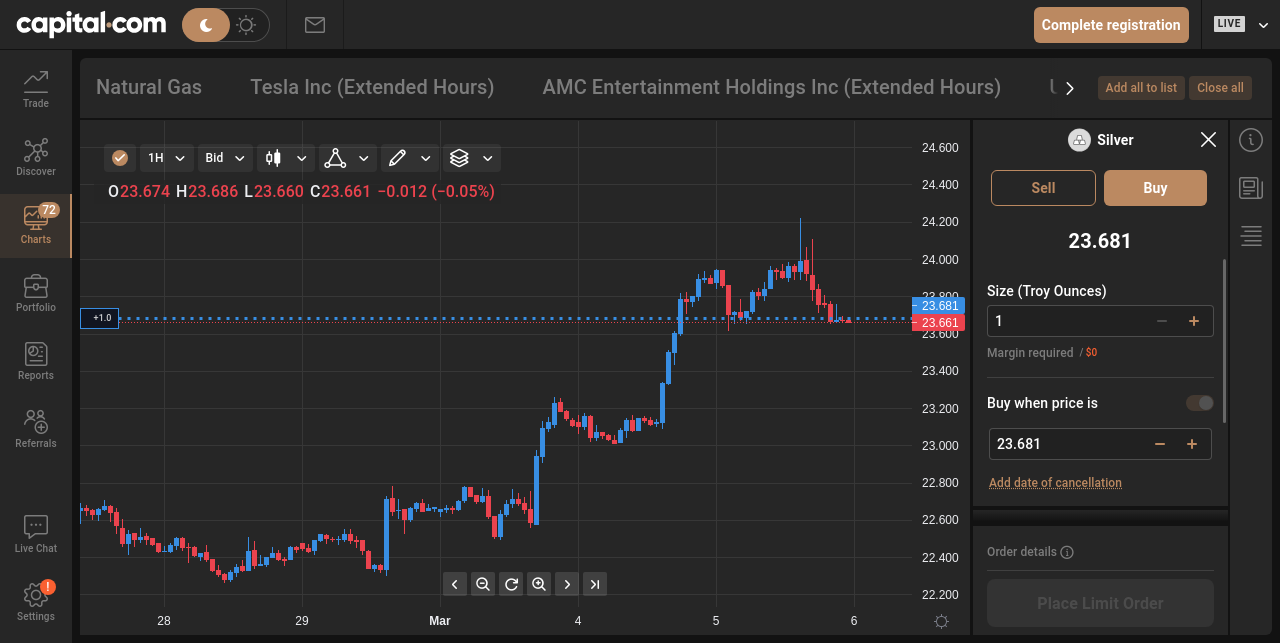 capital.com
Complete registration
LIVE
Trade
Discover
72
Charts
Portfolio
Reports
Referrals
Live Chat
!
Settings
Natural Gas
Tesla Inc (Extended Hours)
AMC Entertainment Holdings Inc (Extended Hours)
Add all to list
Close all
1H
Bid
O23.674 H23.686 L23.660 C23.661 −0.012 (−0.05%)
+1.0
24.600
24.400
24.200
24.000
23.800
23.681
23.661
23.600
23.400
23.200
23.000
22.800
22.600
22.400
22.200
28
29
Mar
4
5
6
Silver
Sell
Buy
23.681
Size (Troy Ounces)
1
Margin required / $0
Buy when price is
23.681
Add date of cancellation
Order details
Place Limit Order